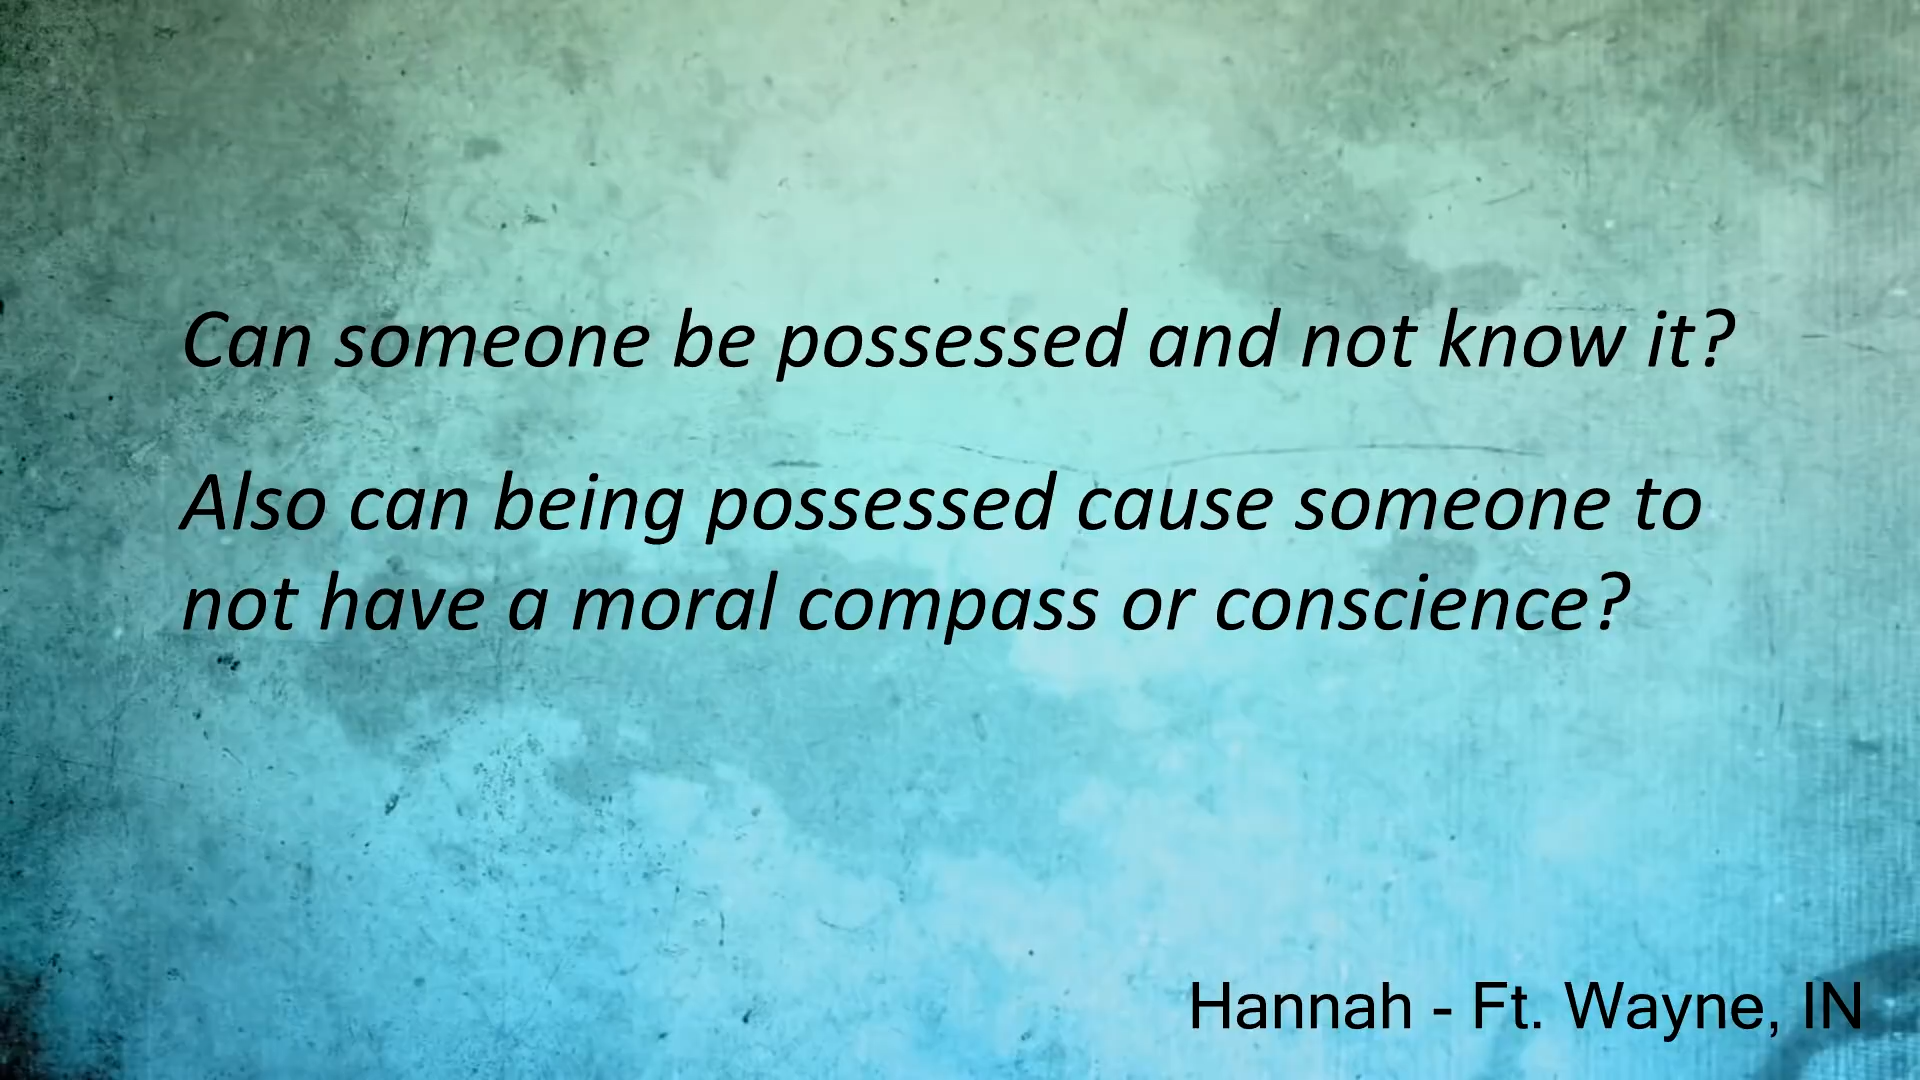 Can someone be possessed and not know it?
Also can being possessed cause someone to
not have a moral compass or conscience?
Hannah - Ft. Wayne, IN